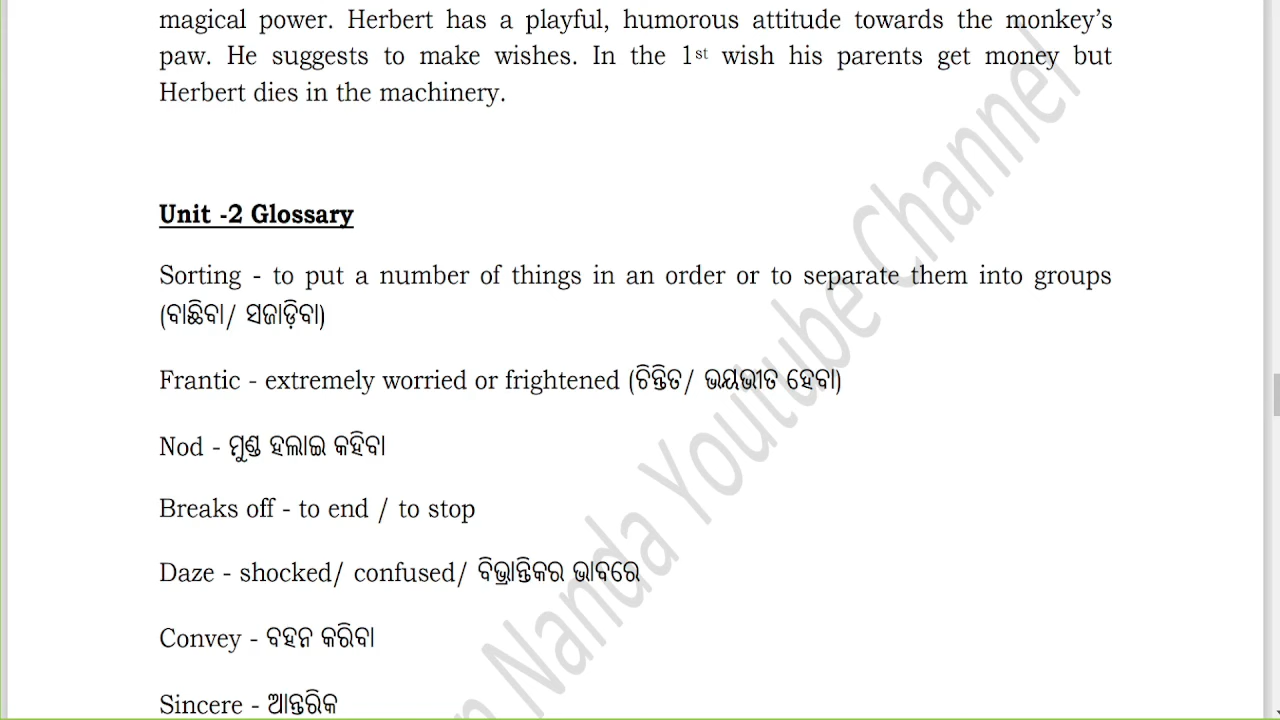 magical power. Herbert has a playful, humorous attitude towards the monkey's
paw. He suggests to make wishes. In the 1st wish his parents get money but
Herbert dies in the machinery.
Unit -2 Glossary
Sorting - to put a number of things in an order or to separate them into groups
(ବାଛିବା/ ସଜାଡ଼ିବା)
Frantic - extremely worried or frightened (ଚିନ୍ତିତ/ ଭୟଭୀତ ହେବା)
Nod - ମୁଣ୍ଡ ହଲାଇ କହିବା
Breaks off - to end / to stop
Daze - shocked/ confused/ ବିଭ୍ରାନ୍ତିକର ଭାବରେ
Convey - ବହନ କରିବା
Sincere - ଆନ୍ତରିକ
Nanda Youtube Channel